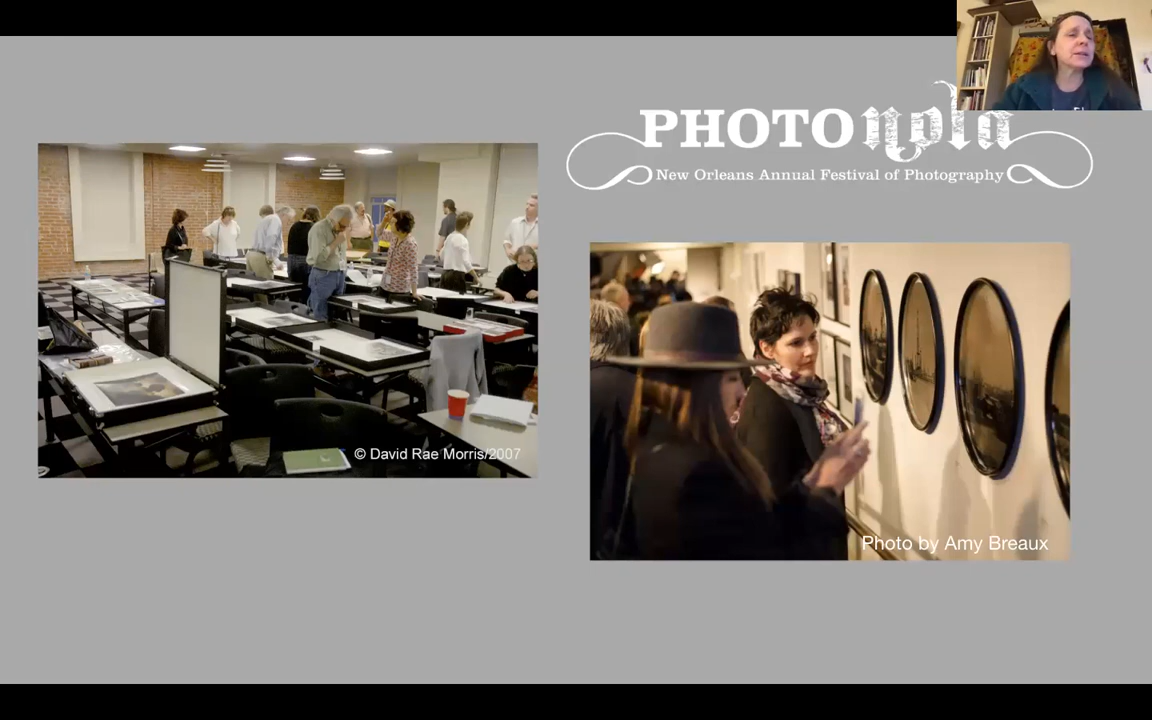 PHOTO nola
New Orleans Annual Festival of Photography
© David Rae Morris/2007
Photo by Amy Breaux